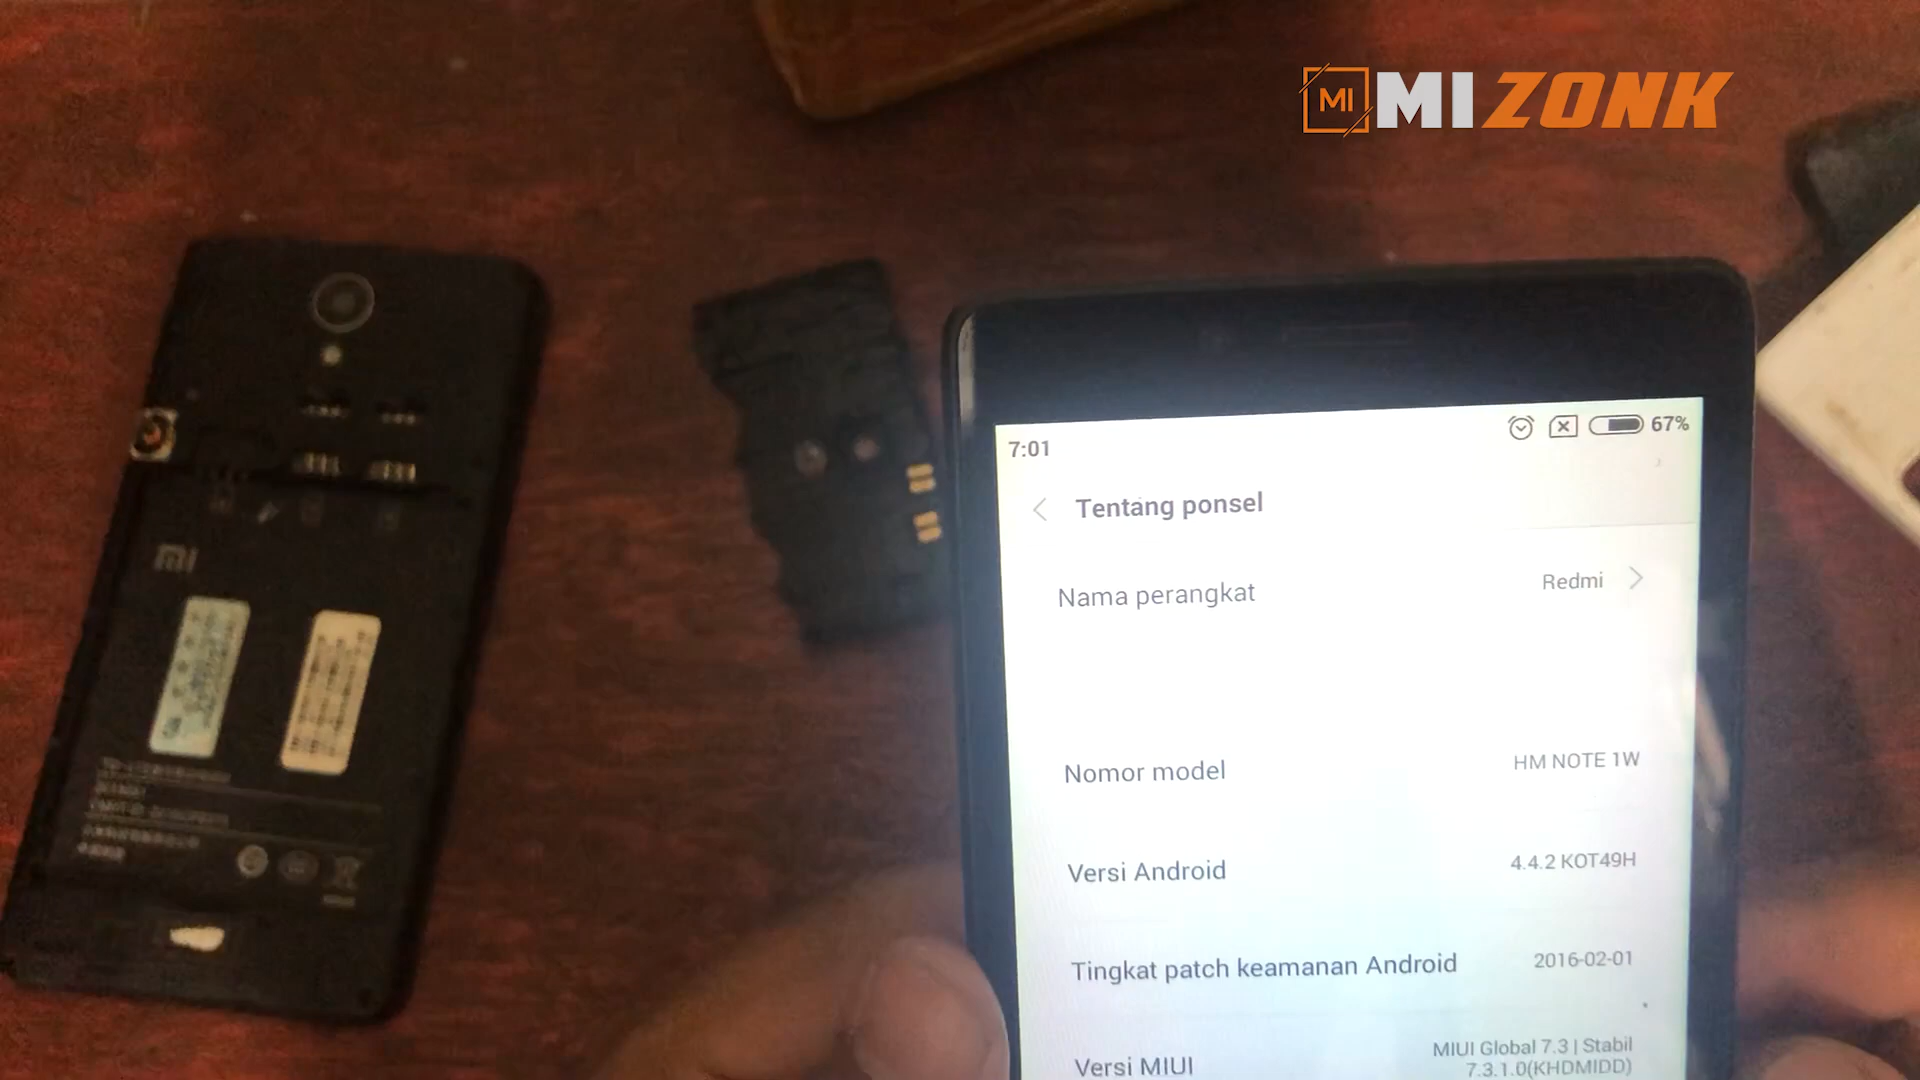 MI MI ZONK
7:01 67%
Tentang ponsel
Nama perangkat Redmi
Nomor model HM NOTE 1W
Versi Android 4.4.2 KOT49H
Tingkat patch keamanan Android 2016-02-01
Versi MIUI MIUI Global 7.3 | Stabil
7.3.1.0(KHDMIDD)
mi